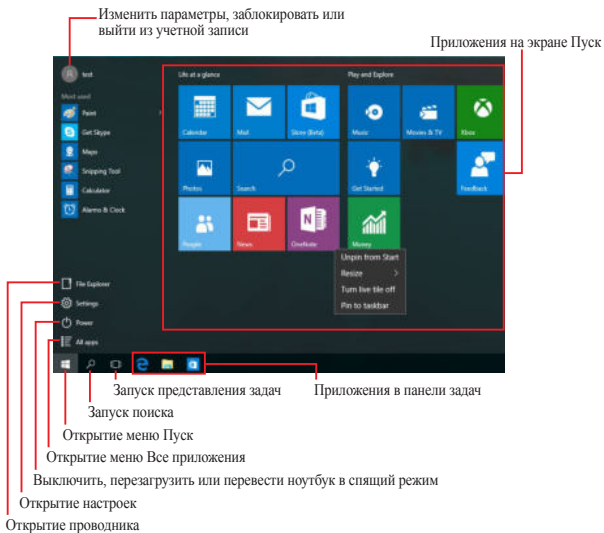 Изменить параметры, заблокировать или
выйти из учетной записи
Приложения на экране Пуск
test
Life at a glance
Play and Explore
Most used
Paint
Get Skype
Maps
Snipping Tool
Calculator
Alarms & Clock
Calendar
Mail
Store (Beta)
Music
Movies & TV
Xbox
Photos
Search
Get Started
Feedback
People
News
OneNote
Money
Unpin from Start
Resize
Turn live tile off
Pin to taskbar
File Explorer
Settings
Power
All apps
Запуск представления задач
Приложения в панели задач
Запуск поиска
Открытие меню Пуск
Открытие меню Все приложения
Выключить, перезагрузить или перевести ноутбук в спящий режим
Открытие настроек
Открытие проводника